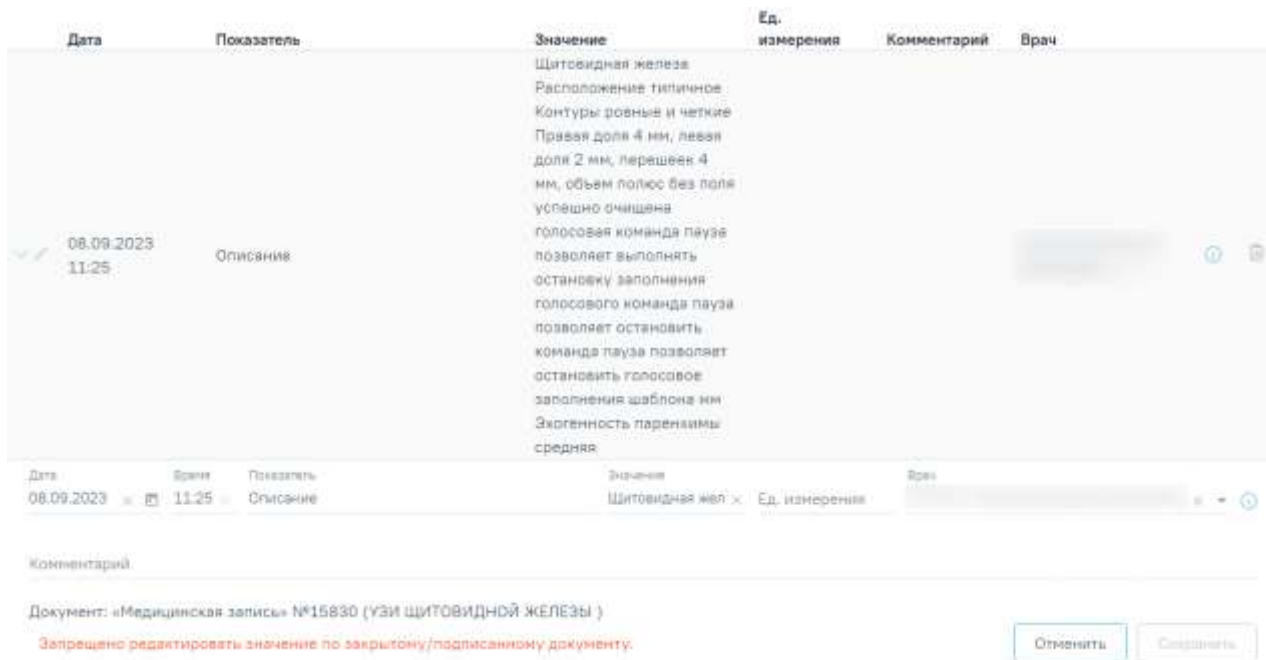 Дата Показатель Значение Ед. измерения Комментарий Врач
Щитовидная железа
Расположение типичное
Контуры ровные и четкие
Правая доля 4 мм, левая
доля 2 мм, перешеек 4
мм, объем полюс без поля
успешно очищена
голосовая команда пауза
08.09.2023
11:25
Описание
позволяет выполнять
остановку заполнения
голосового команда пауза
позволяет остановить
команда пауза позволяет
остановить голосовое
заполнения шаблона мм
Эхогенность паренхимы
средняя
Дата Время Показатель Значение Врач
08.09.2023 11:25 Описание Щитовидная жел Ед. измерения
Комментарий
Документ: «Медицинская запись» №15830 (УЗИ ЩИТОВИДНОЙ ЖЕЛЕЗЫ )
Запрещено редактировать значение по закрытому/подписанному документу.
Отменить Сохранить